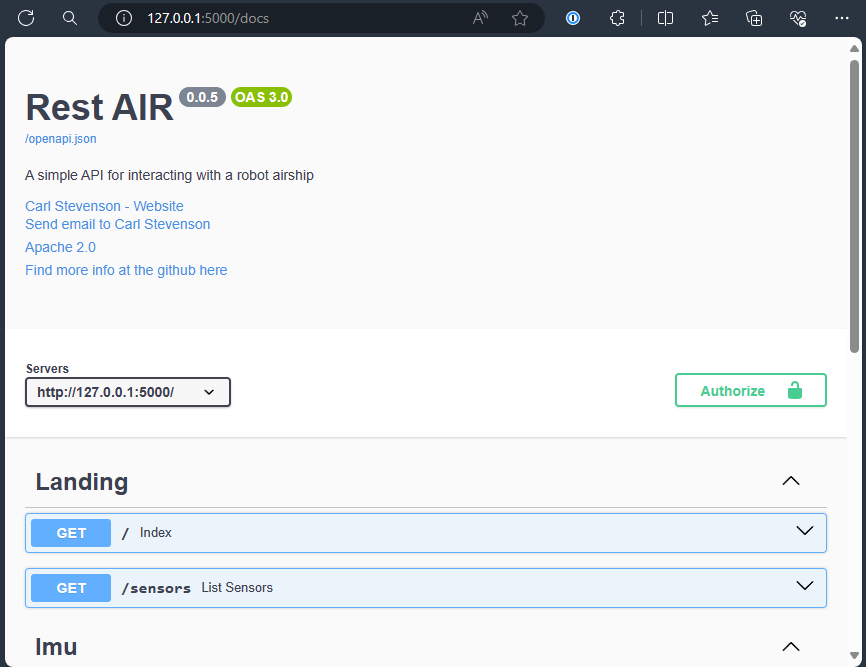 127.0.0.1:5000/docs
Rest AIR 0.0.5 OAS 3.0
/openapi.json
A simple API for interacting with a robot airship
Carl Stevenson - Website
Send email to Carl Stevenson
Apache 2.0
Find more info at the github here
Servers
http://127.0.0.1:5000/
Authorize
Landing
GET / Index
GET /sensors List Sensors
Imu